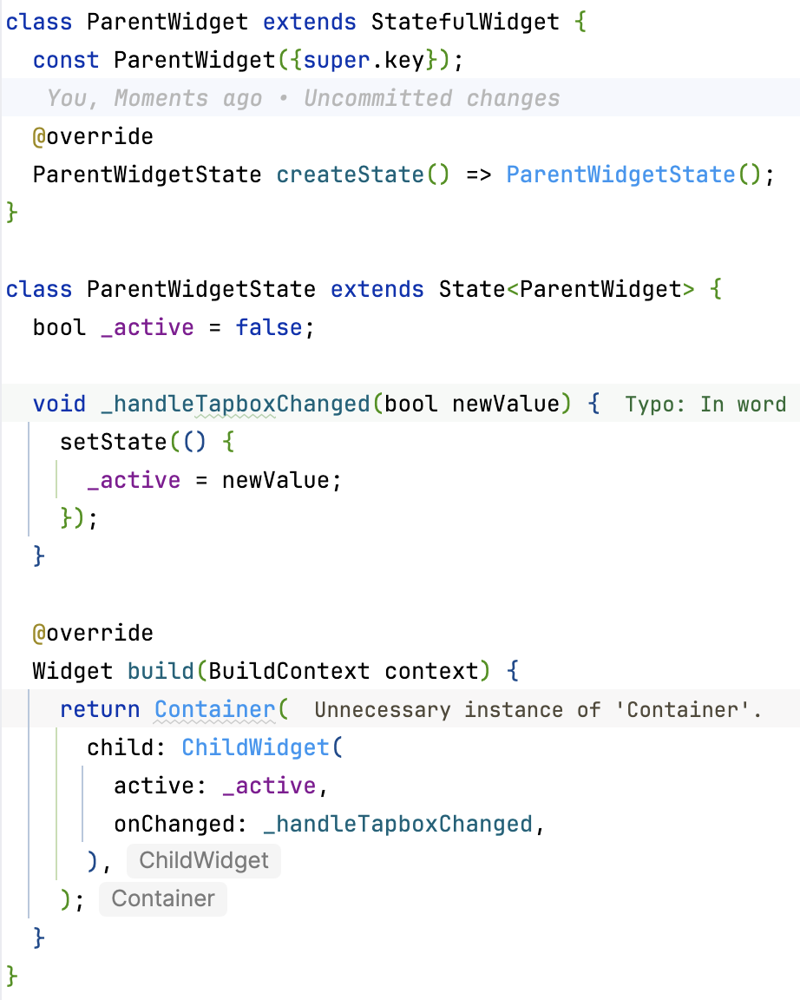 class ParentWidget extends StatefulWidget {
  const ParentWidget({super.key});
   You, Moments ago • Uncommitted changes
  @override
  ParentWidgetState createState() => ParentWidgetState();
}

class ParentWidgetState extends State<ParentWidget> {
  bool _active = false;

  void _handleTapboxChanged(bool newValue) {  Typo: In word
    setState(() {
      _active = newValue;
    });
  }

  @override
  Widget build(BuildContext context) {
    return Container(  Unnecessary instance of 'Container'.
      child: ChildWidget(
        active: _active,
        onChanged: _handleTapboxChanged,
      ), ChildWidget
    ); Container
  }
}